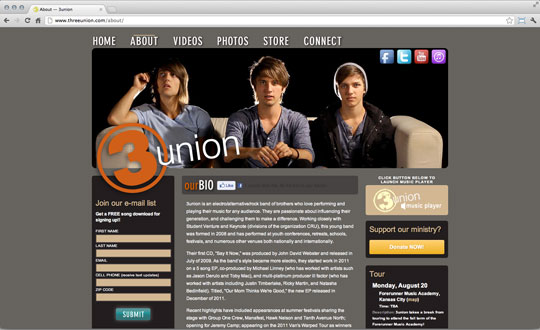 About — 3union
www.threeunion.com/about/
HOME ABOUT VIDEOS PHOTOS STORE CONNECT
3union
Join our e-mail list
Get a FREE song download for
signing up!
FIRST NAME
LAST NAME
EMAIL
CELL PHONE (receive text updates)
ZIP CODE
SUBMIT
ourBIO
Like
3union is an electro/alternative/rock band of brothers who love performing and
playing their music for any audience. They are passionate about influencing their
generation, and challenging them to make a difference. Working closely with
Student Venture and Keynote (divisions of the organization CRU), this young band
was formed in 2008 and has performed at youth conferences, retreats, schools,
festivals, and numerous other venues both nationally and internationally.
Their first CD, "Say it Now," was produced by John David Webster and released in
July of 2009. As the band's style became more electro, they started work in 2011
on a 5 song EP, co-produced by Michael Linney (who has worked with artists such
as Jason Derulo and Toby Mac), and multi-platinum producer il factor (who has
worked with artists including Justin Timberlake, Ricky Martin, and Natasha
Bedinfield). Titled, "Our Mom Thinks We're Good," the new EP released in
December of 2011.
Recent highlights have included appearances at summer festivals sharing the
stage with Group One Crew, Manafest, Hawk Nelson and Tenth Avenue North;
opening for Jeremy Camp; appearing on the 2011 Van's Warped Tour as winners
CLICK BUTTON BELOW TO
LAUNCH MUSIC PLAYER
3union
music player
Support our ministry?
Donate NOW!
Tour
Monday, August 20
Forerunner Music Academy,
Kansas City (map)
Time: TBA
Description: 3union takes a break from
touring to attend the fall term of the
Forerunner Music Academy